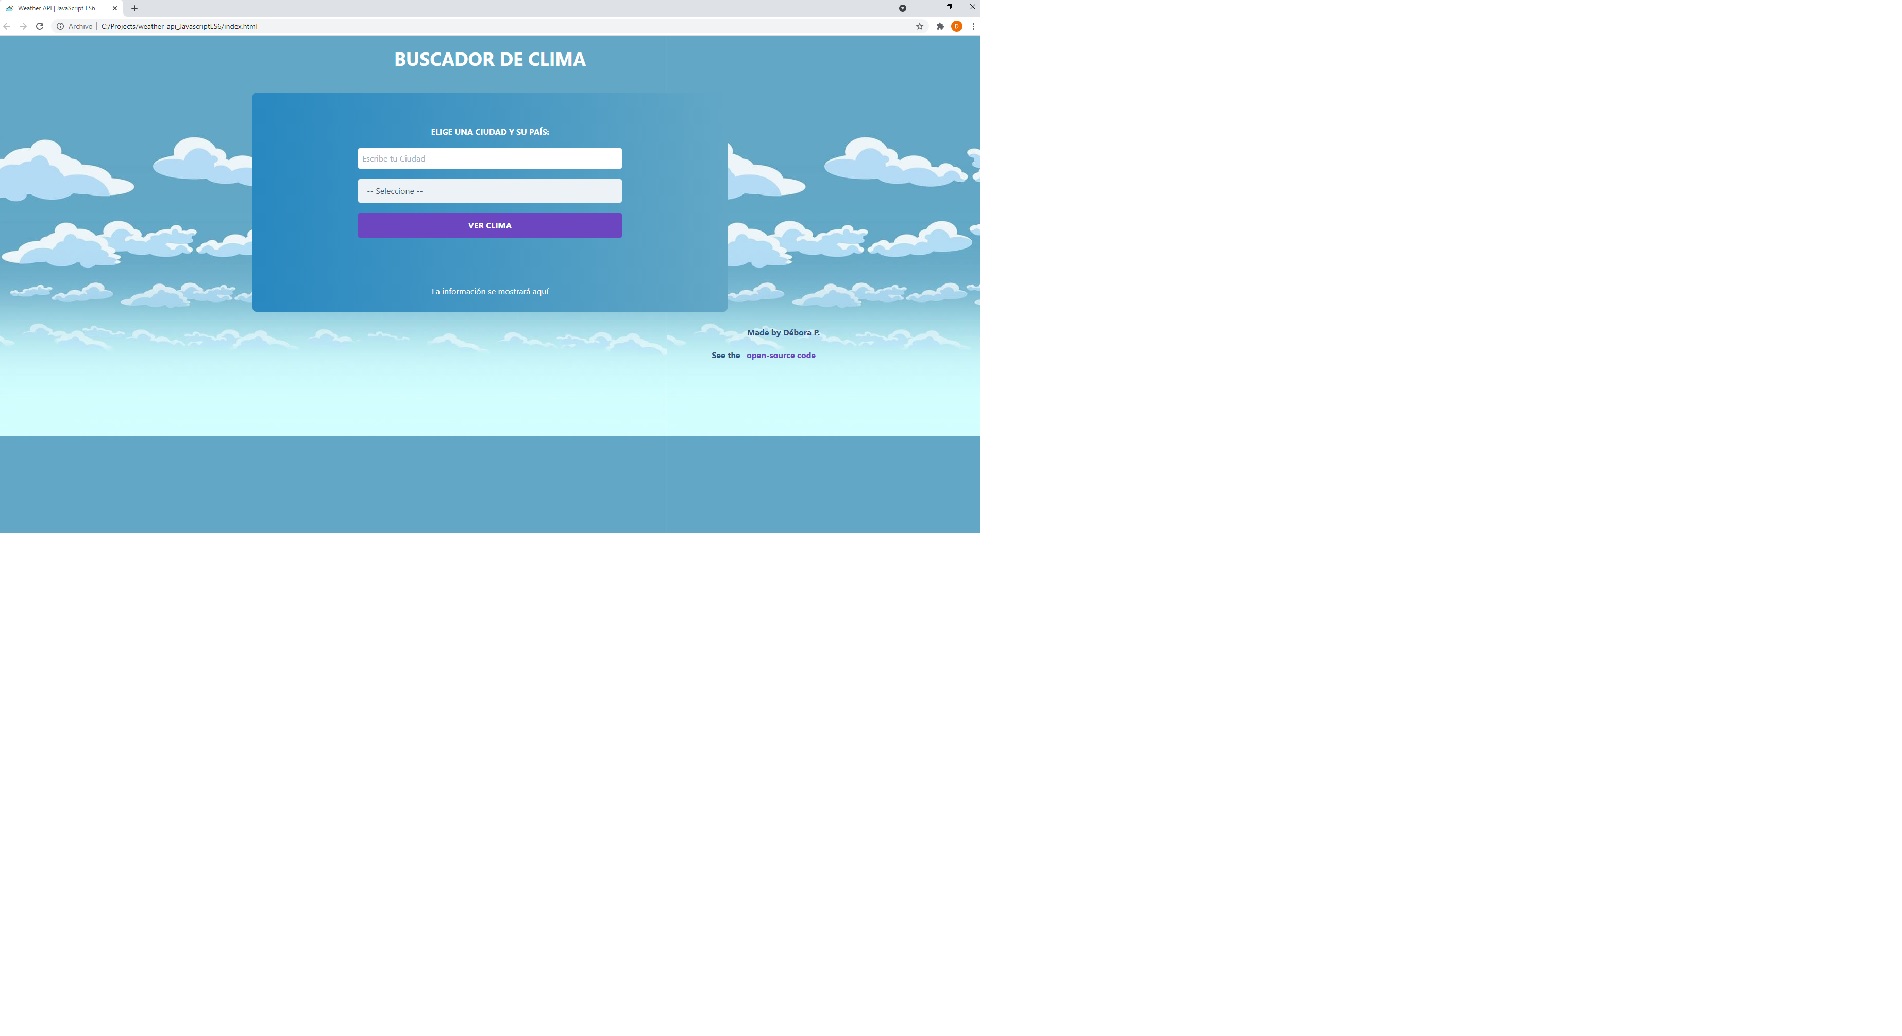 Weather API | JavaScript ES6
Archivo | C:/Projects/weather-api_JavascriptES6/index.html
D
BUSCADOR DE CLIMA
ELIGE UNA CIUDAD Y SU PAÍS:
Escribe tu Ciudad
-- Seleccione --
VER CLIMA
La información se mostrará aquí
Made by Débora P.
See the open-source code